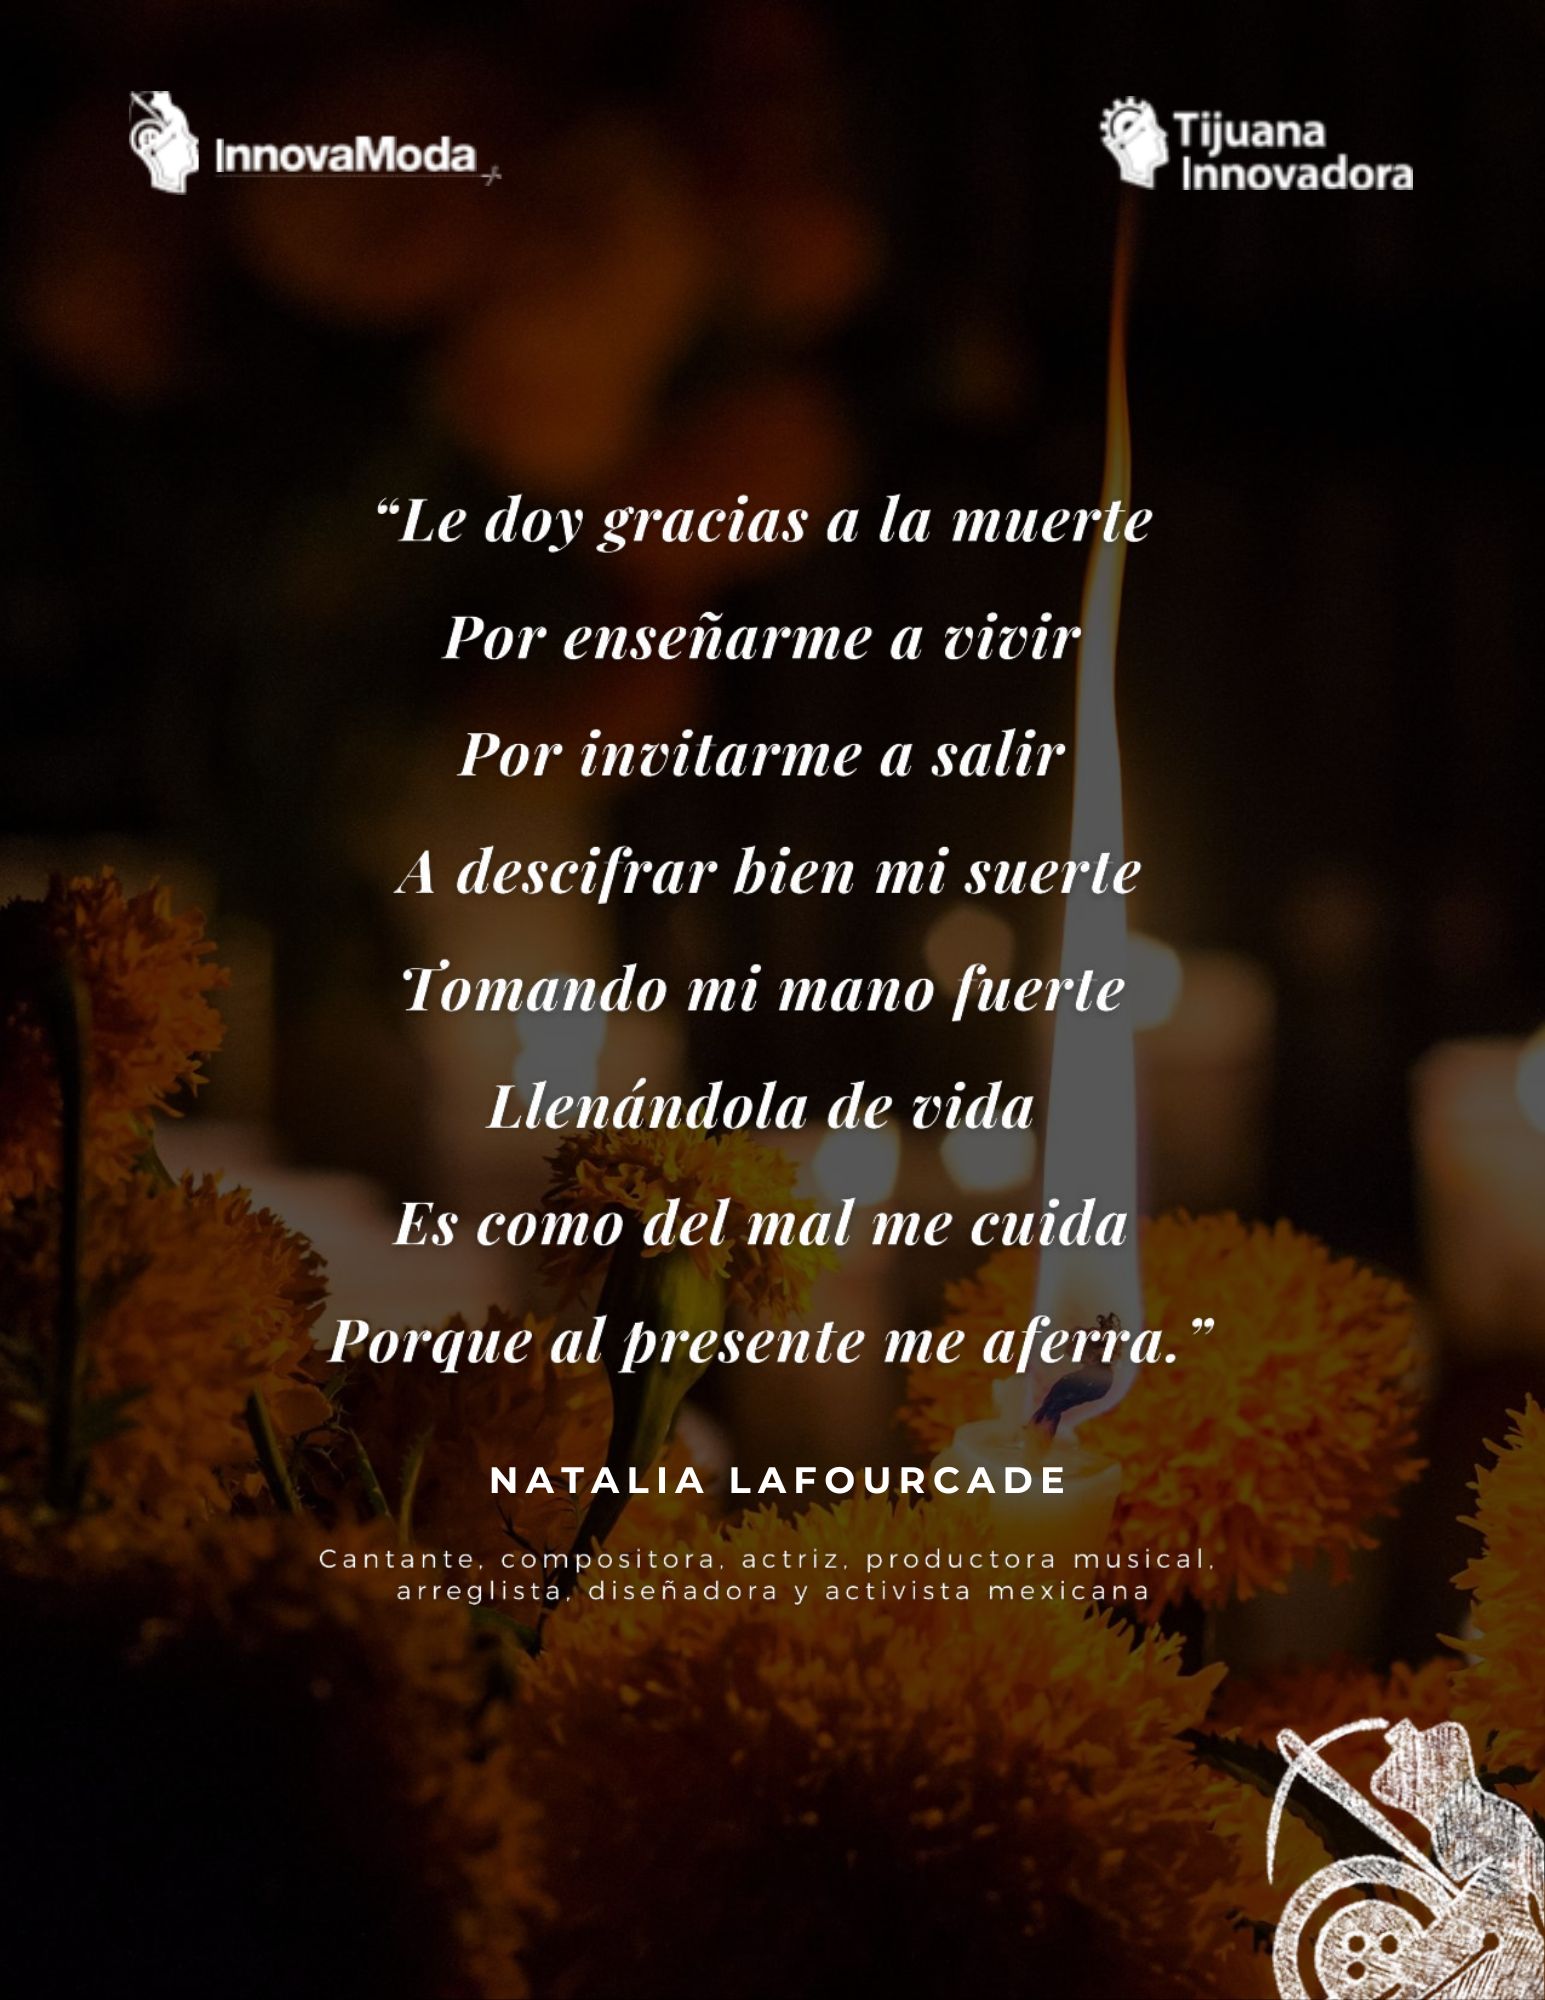 InnovaModa
Tijuana
Innovadora
“Le doy gracias a la muerte
Por enseñarme a vivir
Por invitarme a salir
A descifrar bien mi suerte
Tomando mi mano fuerte
Llenándola de vida
Es como del mal me cuida
Porque al presente me aferra.”
NATALIA LAFOURCADE
Cantante, compositora, actriz, productora musical,
arreglista, diseñadora y activista mexicana